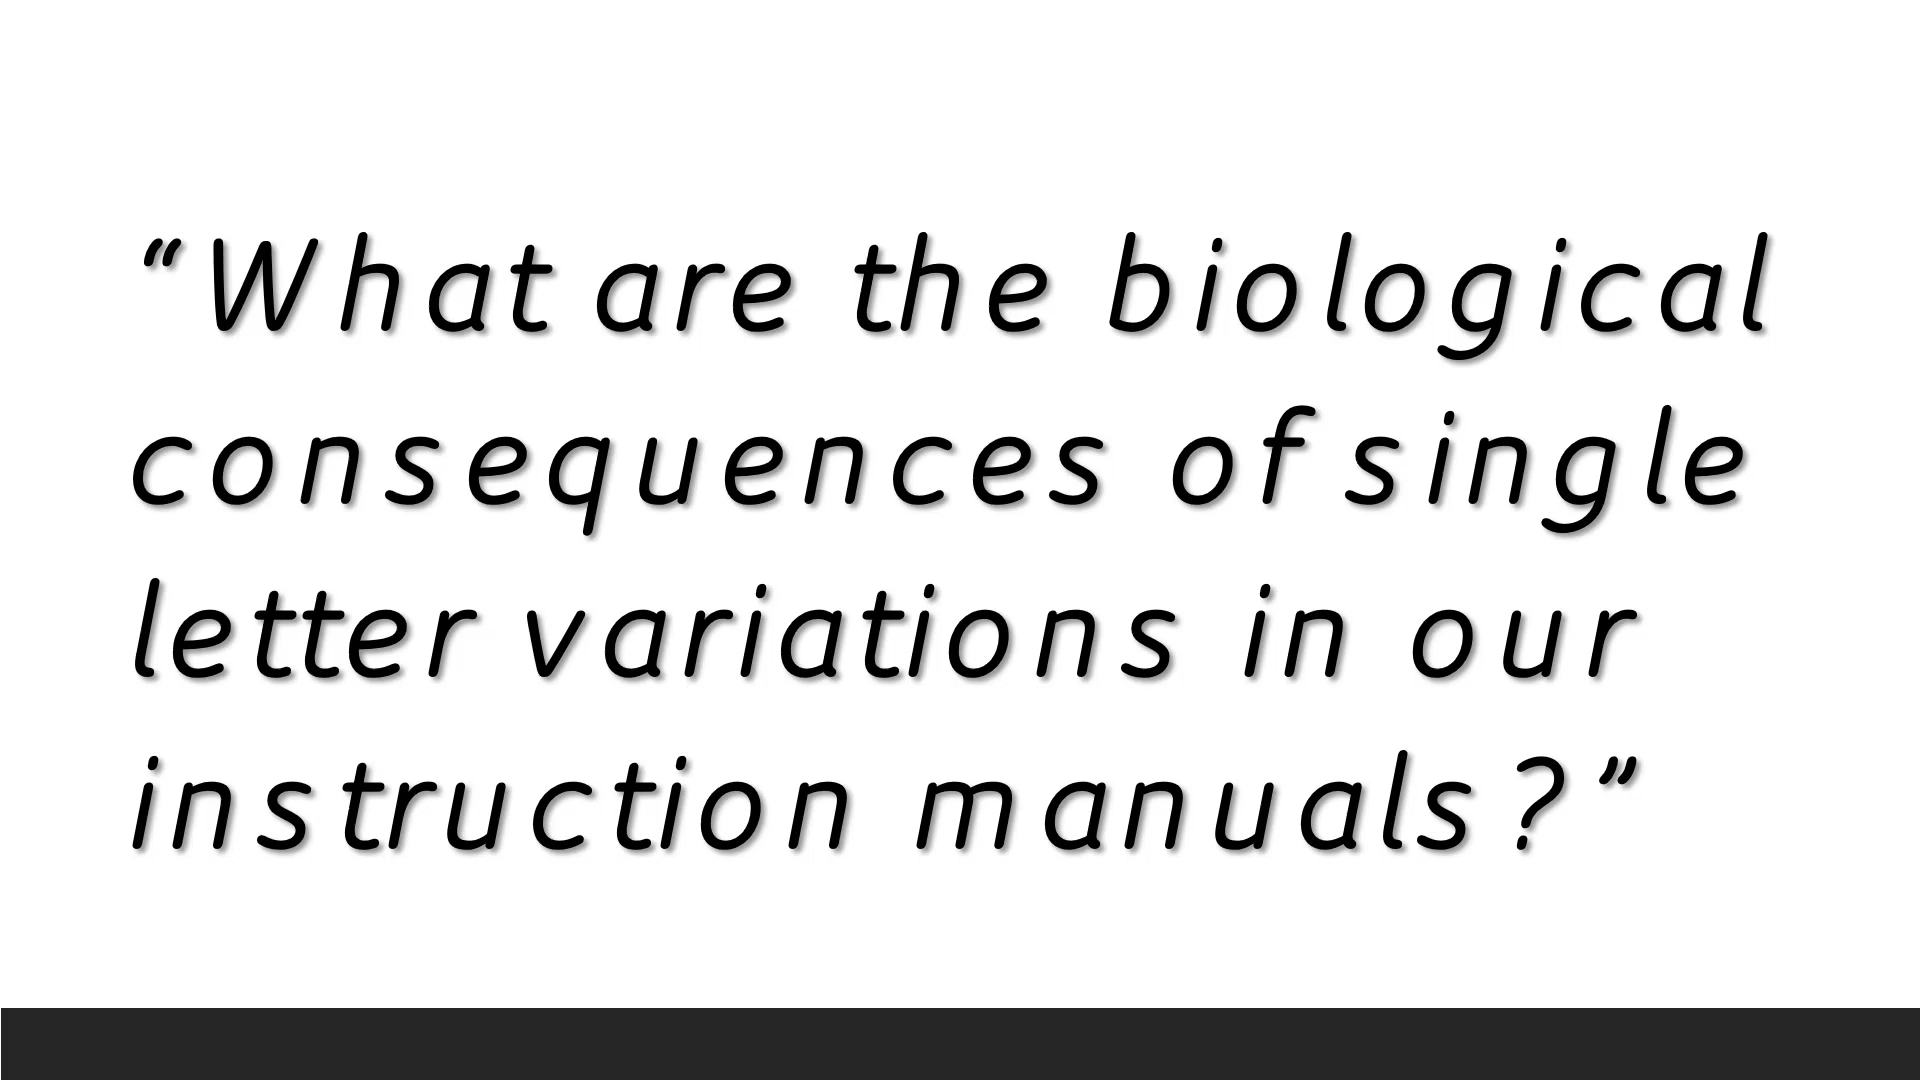 “What are the biological
consequences of single
letter variations in our
instruction manuals?”